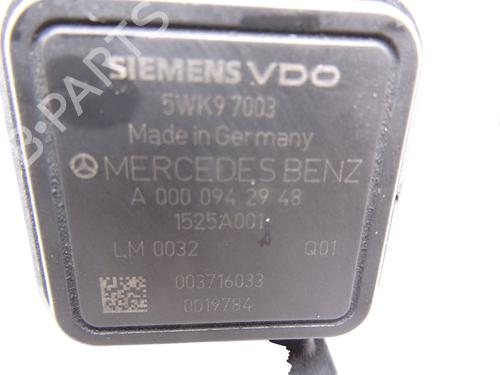 SIEMENS VDO
5WK9 7003
Made in Germany
MERCEDES BENZ
A 000 094 29 48
1525A001
LM 0032 Q01
003716033
0019784